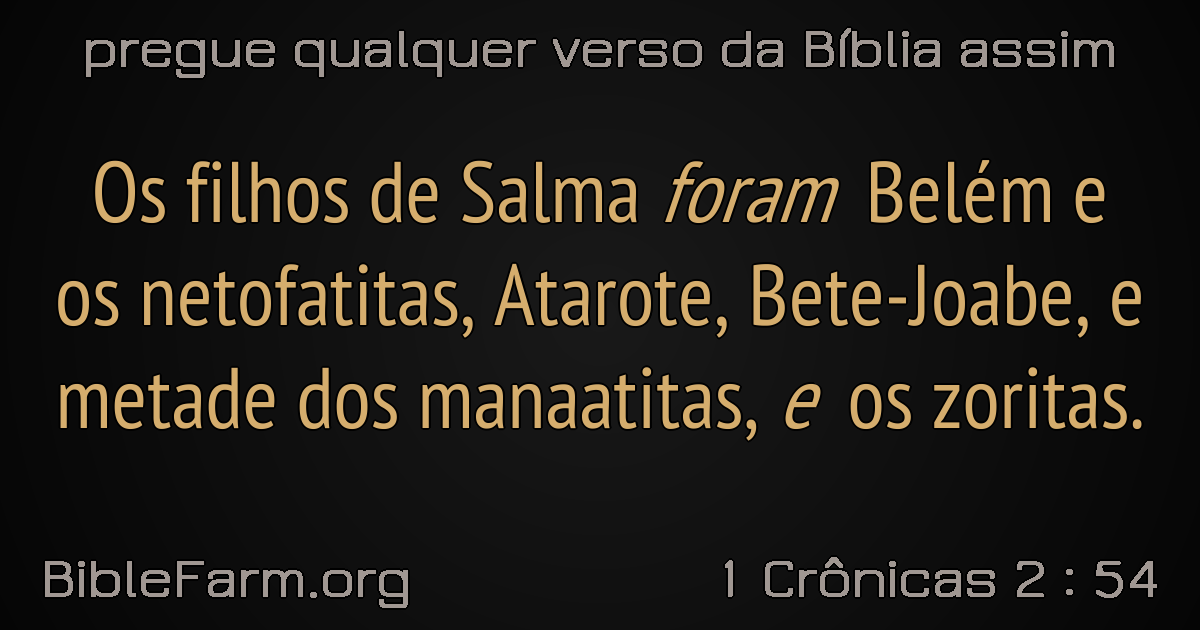 pregue qualquer verso da Bíblia assim
Os filhos de Salma foram Belém e
os netofatitas, Atarote, Bete-Joabe, e
metade dos manaatitas, e os zoritas.
BibleFarm.org
1 Crônicas 2 : 54